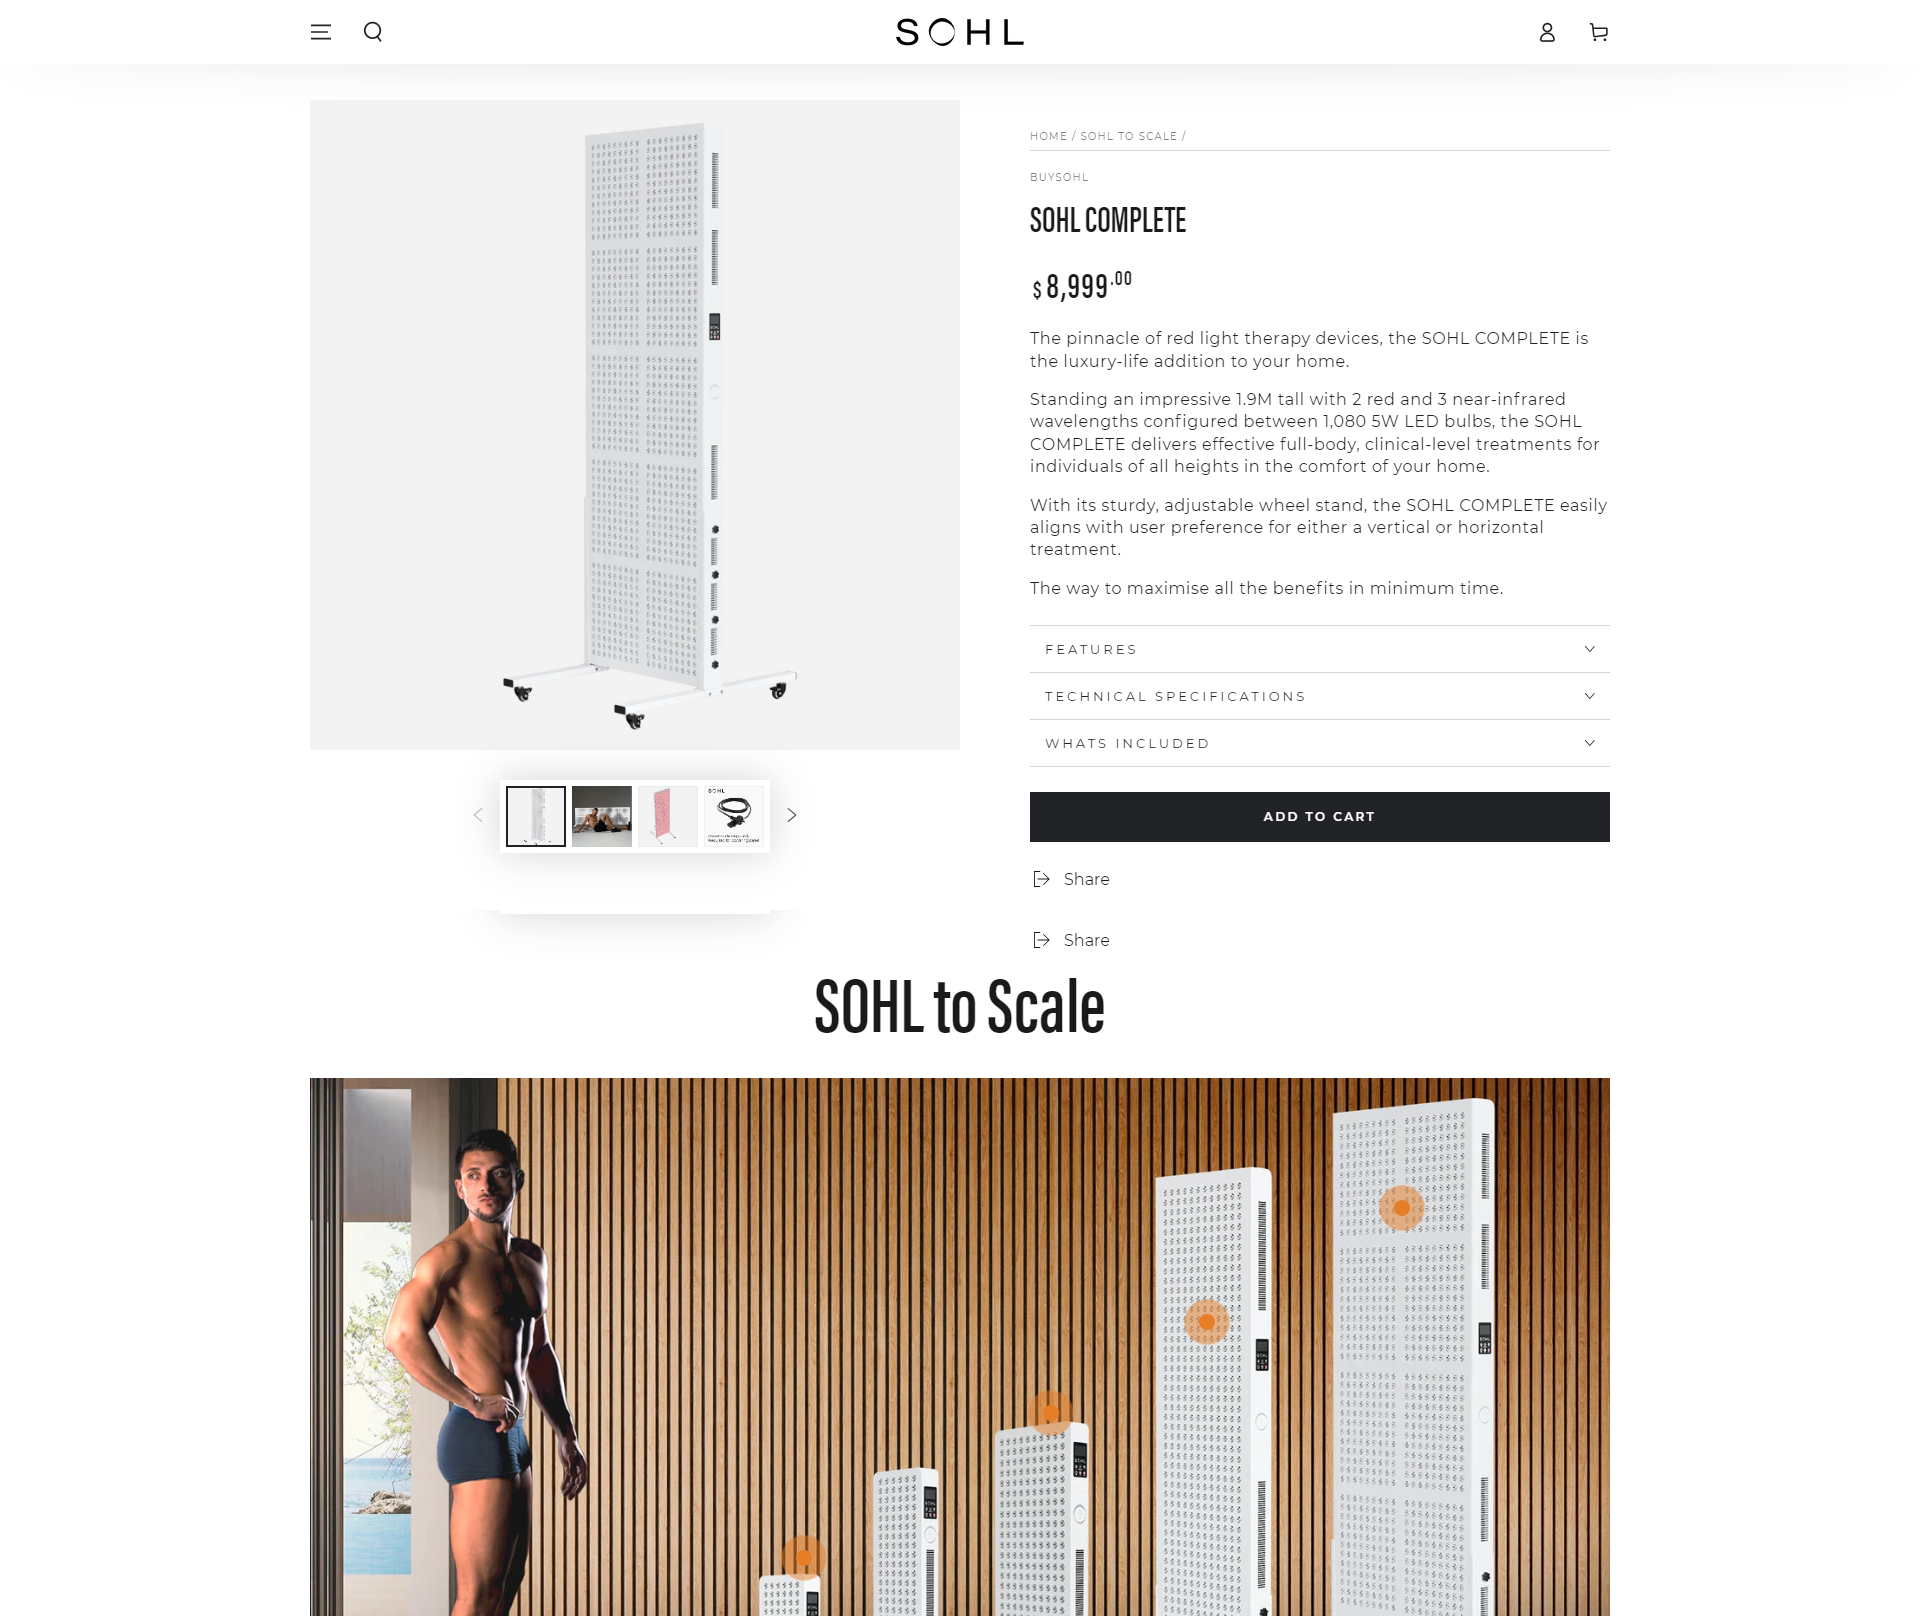 SOHL
HOME / SOHL TO SCALE /
BUYSOHL
SOHL COMPLETE
$ 8,999.00
The pinnacle of red light therapy devices, the SOHL COMPLETE is
the luxury-life addition to your home.
Standing an impressive 1.9M tall with 2 red and 3 near-infrared
wavelengths configured between 1,080 5W LED bulbs, the SOHL
COMPLETE delivers effective full-body, clinical-level treatments for
individuals of all heights in the comfort of your home.
With its sturdy, adjustable wheel stand, the SOHL COMPLETE easily
aligns with user preference for either a vertical or horizontal
treatment.
The way to maximise all the benefits in minimum time.
FEATURES
TECHNICAL SPECIFICATIONS
WHATS INCLUDED
ADD TO CART
SOHL
Share
Share
SOHL to Scale
SOHL
SOHL
SOHL
SOHL